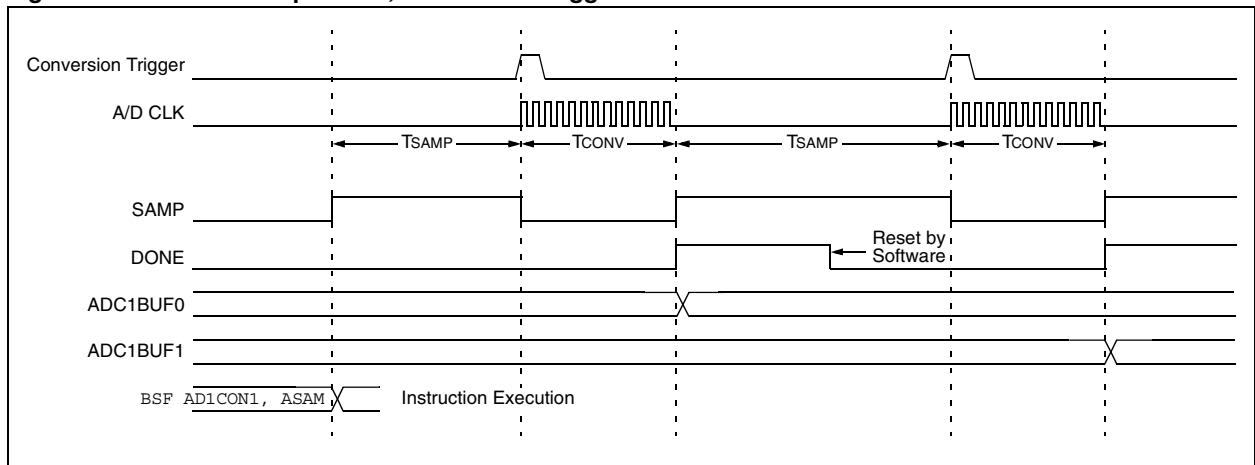 Conversion Trigger
A/D CLK
TSAMP
TCONV
TSAMP
TCONV
SAMP
DONE
Reset by
Software
ADC1BUF0
ADC1BUF1
BSF AD1CON1, ASAM
Instruction Execution